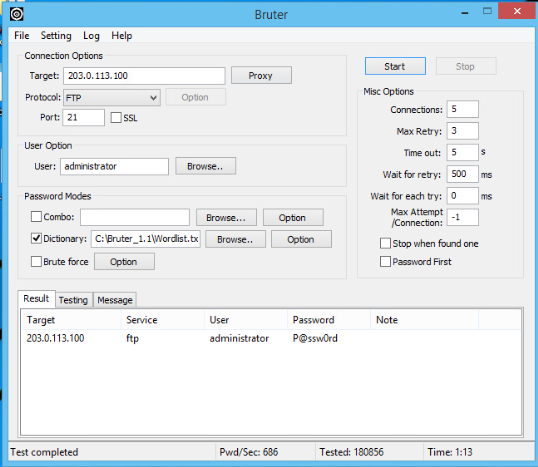 Bruter
File Setting Log Help
Connection Options
Target: 203.0.113.100 Proxy
Protocol: FTP Option
Port: 21 SSL
User Option
User: administrator Browse..
Password Modes
Combo: Browse... Option
Dictionary: C:\Bruter_1.1\Wordlist.tx Browse.. Option
Brute force Option
Start Stop
Misc Options
Connections: 5
Max Retry: 3
Time out: 5 s
Wait for retry: 500 ms
Wait for each try: 0 ms
Max Attempt
/Connection: -1
Stop when found one
Password First
Result Testing Message
Target Service User Password Note
203.0.113.100 ftp administrator P@ssw0rd
Test completed Pwd/Sec: 686 Tested: 180856 Time: 1:13